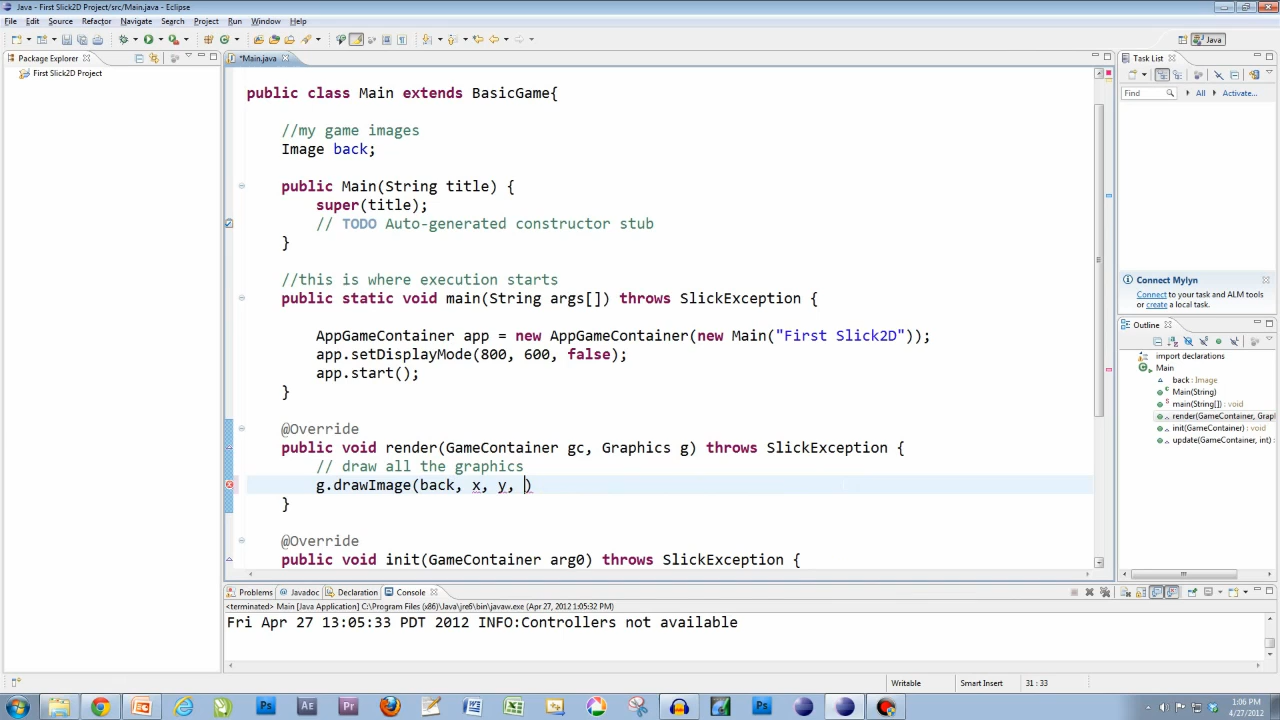 Java - First Slick2D Project/src/Main.java - Eclipse
File Edit Source Refactor Navigate Search Project Run Window Help
Java
Package Explorer
First Slick2D Project
*Main.java
public class Main extends BasicGame{
//my game images
Image back;
public Main(String title) {
super(title);
// TODO Auto-generated constructor stub
}
//this is where execution starts
public static void main(String args[]) throws SlickException {
AppGameContainer app = new AppGameContainer(new Main("First Slick2D"));
app.setDisplayMode(800, 600, false);
app.start();
}
@Override
public void render(GameContainer gc, Graphics g) throws SlickException {
// draw all the graphics
g.drawImage(back, x, y, )
}
@Override
public void init(GameContainer arg0) throws SlickException {
Task List
Find All Activate...
Connect Mylyn
Connect to your task and ALM tools
or create a local task.
Outline
import declarations
Main
back : Image
Main(String)
main(String[]) : void
render(GameContainer, Grapl
init(GameContainer) : void
update(GameContainer, int) :
Problems Javadoc Declaration Console
<terminated> Main [Java Application] C:\Program Files (x86)\Java\jre6\bin\javaw.exe (Apr 27, 2012 1:05:32 PM)
Fri Apr 27 13:05:33 PDT 2012 INFO:Controllers not available
Writable Smart Insert 31 : 33
1:06 PM
4/27/2012